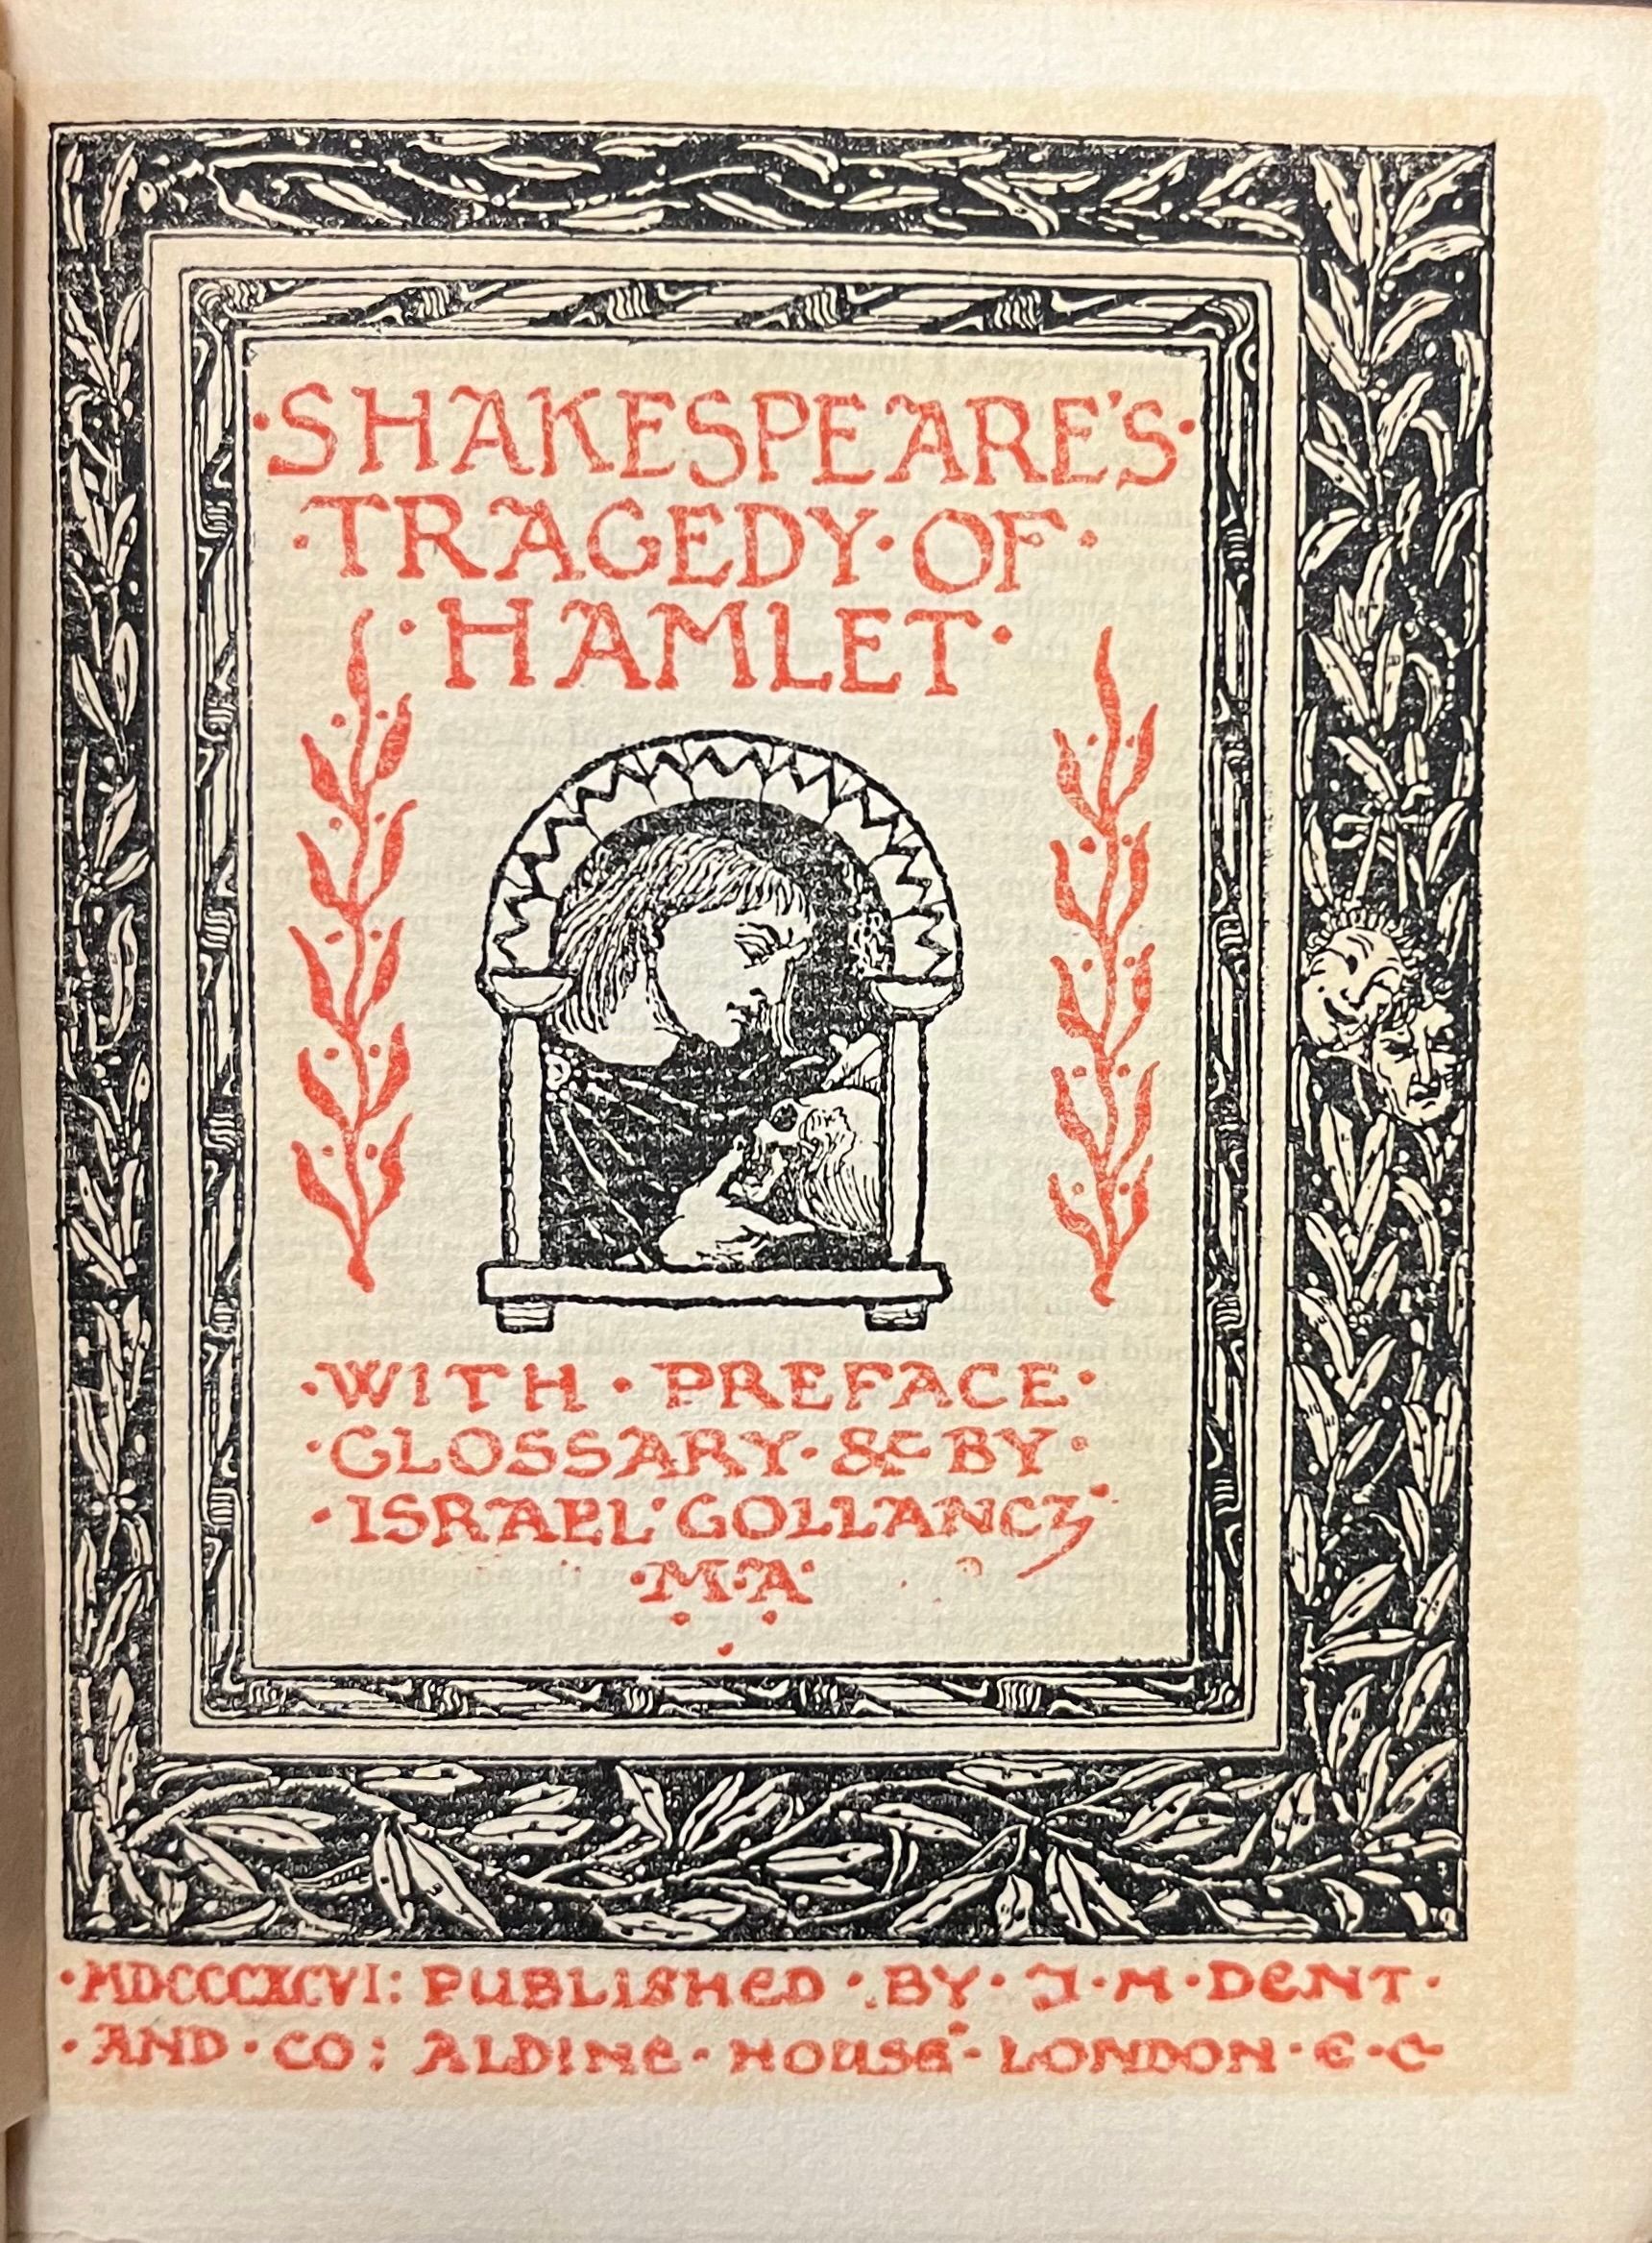 ·SHAKESPEARE'S·
·TRAGEDY·OF·
·HAMLET·
·WITH·PREFACE·
·GLOSSARY·&c·BY·
·ISRAEL·GOLLANCZ·
·M·A·
·MDCCCXCVI: PUBLISHED·BY·J·M·DENT·
·AND·CO: ALDINE·HOUSE·LONDON·E·C·